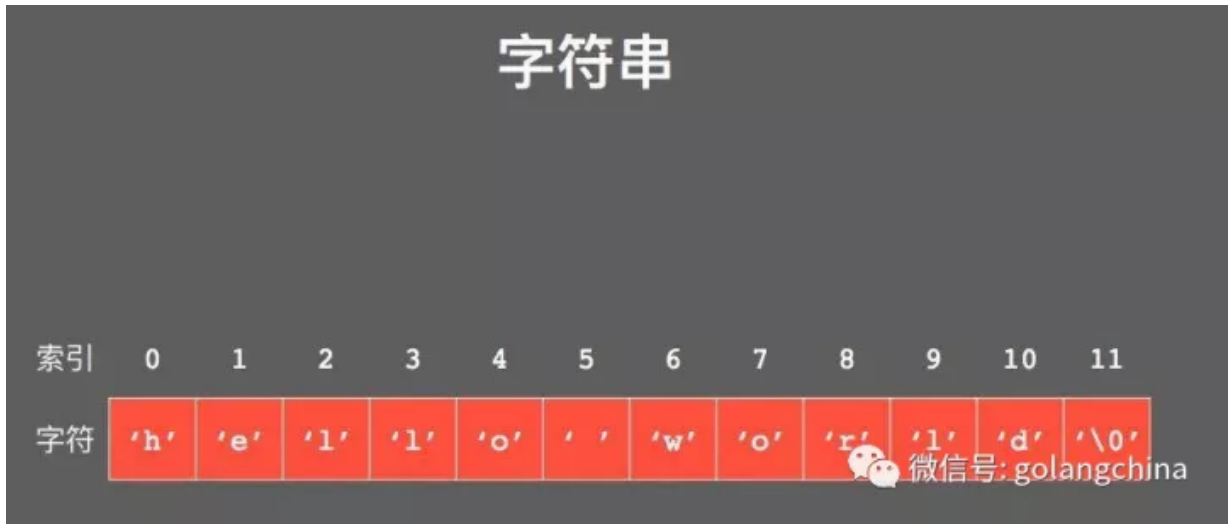 字符串
索引 0 1 2 3 4 5 6 7 8 9 10 11
字符 ‘h’ ‘e’ ‘l’ ‘l’ ‘o’ ‘ ’ ‘w’ ‘o’ ‘r’ ‘l’ ‘d’ ‘\0’
微信号: golangchina